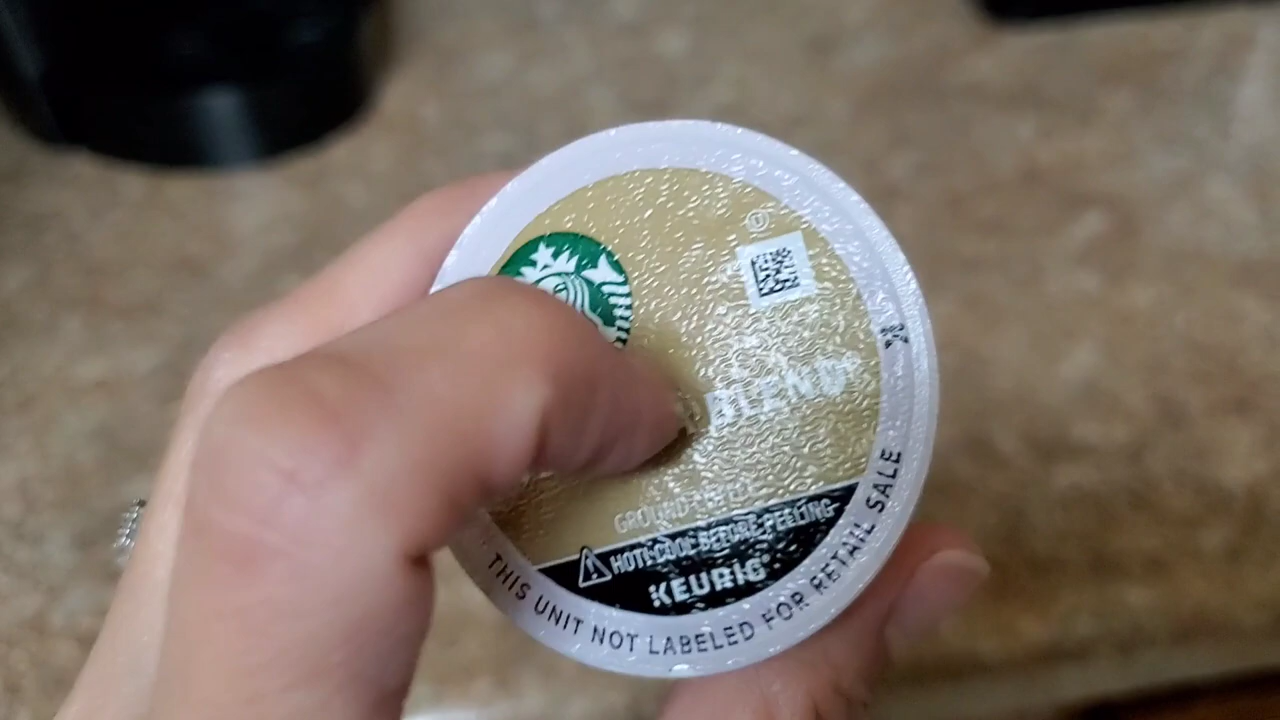 BLEND
GROUND COFFEE
HOT! COOL BEFORE PEELING
KEURIG®
THIS UNIT NOT LABELED FOR RETAIL SALE